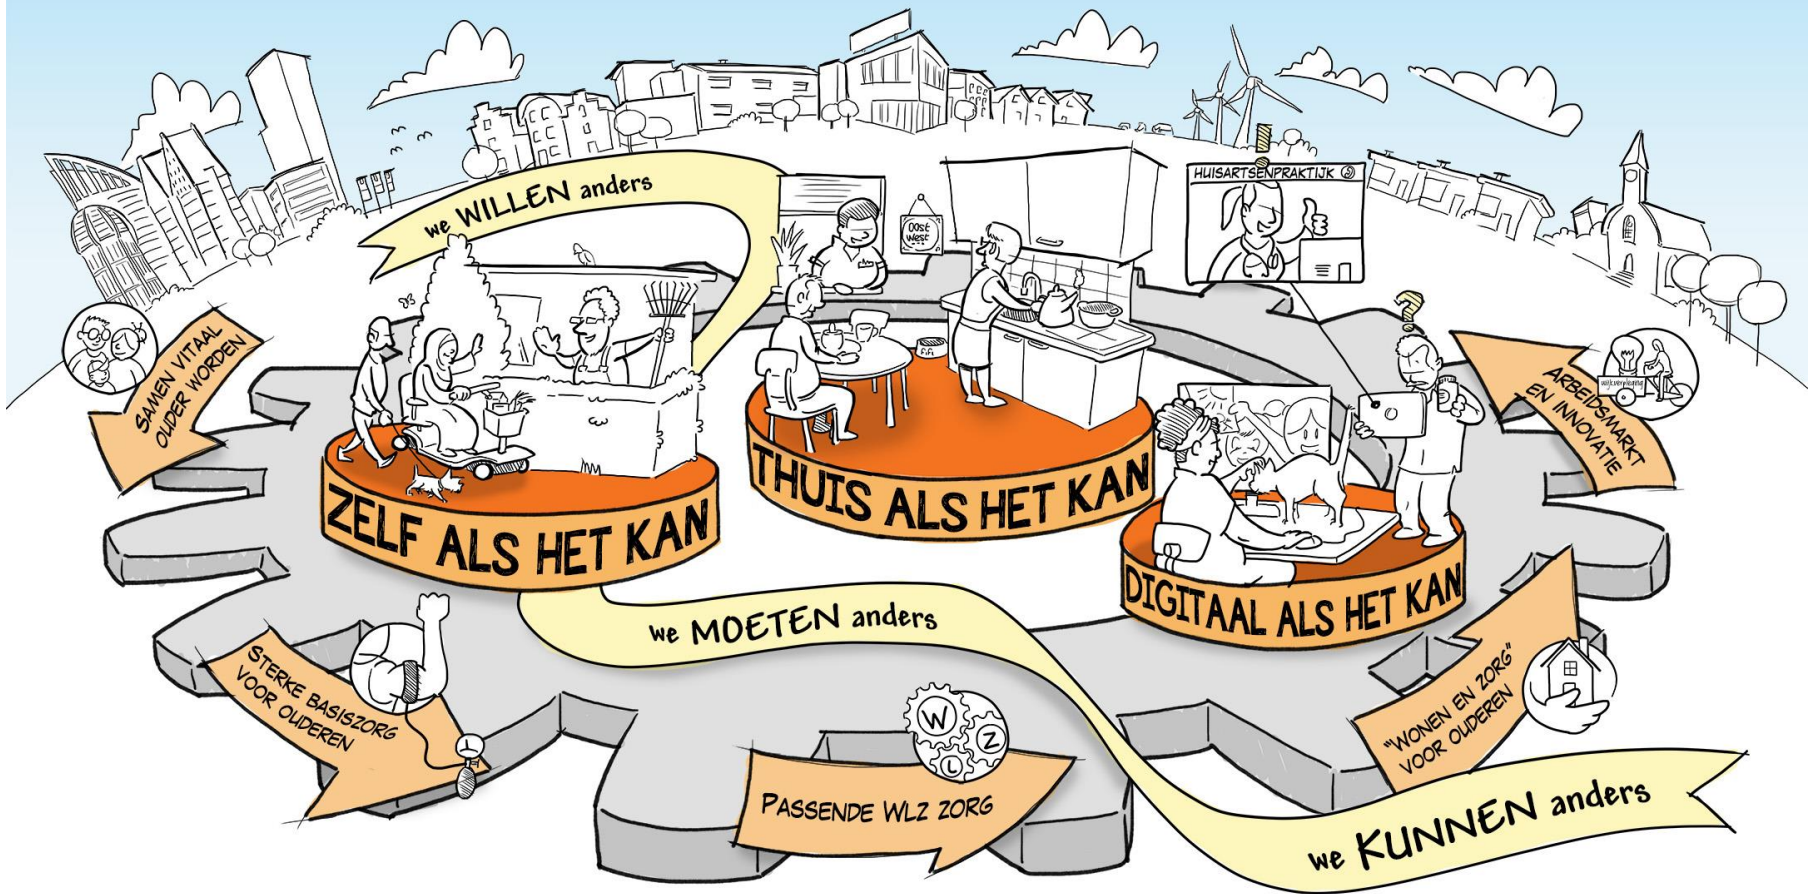 we WILLEN anders
HUISARTSENPRAKTIJK
OOST
WEST
SAMEN VITAAL
OUDER WORDEN
ARBEIDSMARKT
EN INNOVATIE
wijkverpleging
FiFi
ZELF ALS HET KAN
THUIS ALS HET KAN
DIGITAAL ALS HET KAN
we MOETEN anders
STERKE BASISZORG
VOOR OUDEREN
W
L
Z
PASSENDE WLZ ZORG
"WONEN EN ZORG"
VOOR OUDEREN
we KUNNEN anders